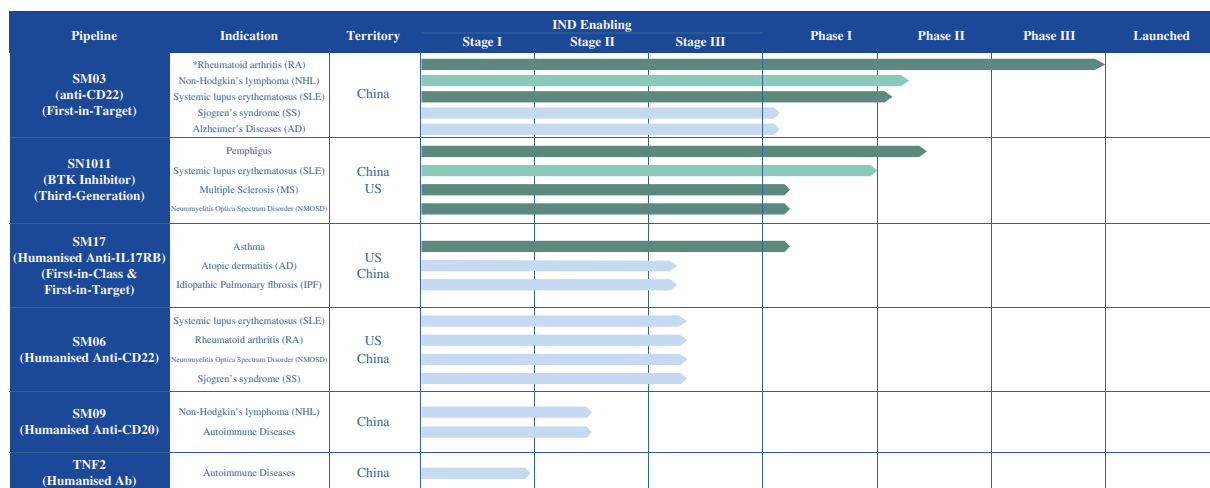 Pipeline
Indication
Territory
IND Enabling
Stage I
Stage II
Stage III
Phase I
Phase II
Phase III
Launched
SM03
(anti-CD22)
(First-in-Target)
*Rheumatoid arthritis (RA)
Non-Hodgkin's lymphoma (NHL)
Systemic lupus erythematosus (SLE)
Sjogren's syndrome (SS)
Alzheimer's Diseases (AD)
China
SN1011
(BTK Inhibitor)
(Third-Generation)
Pemphigus
Systemic lupus erythematosus (SLE)
Multiple Sclerosis (MS)
Neuromyelitis Optica Spectrum Disorder (NMOSD)
China
US
SM17
(Humanised Anti-IL17RB)
(First-in-Class &
First-in-Target)
Asthma
Atopic dermatitis (AD)
Idiopathic Pulmonary fibrosis (IPF)
US
China
SM06
(Humanised Anti-CD22)
Systemic lupus erythematosus (SLE)
Rheumatoid arthritis (RA)
Neuromyelitis Optica Spectrum Disorder (NMOSD)
Sjogren's syndrome (SS)
US
China
SM09
(Humanised Anti-CD20)
Non-Hodgkin's lymphoma (NHL)
Autoimmune Diseases
China
TNF2
(Humanised Ab)
Autoimmune Diseases
China